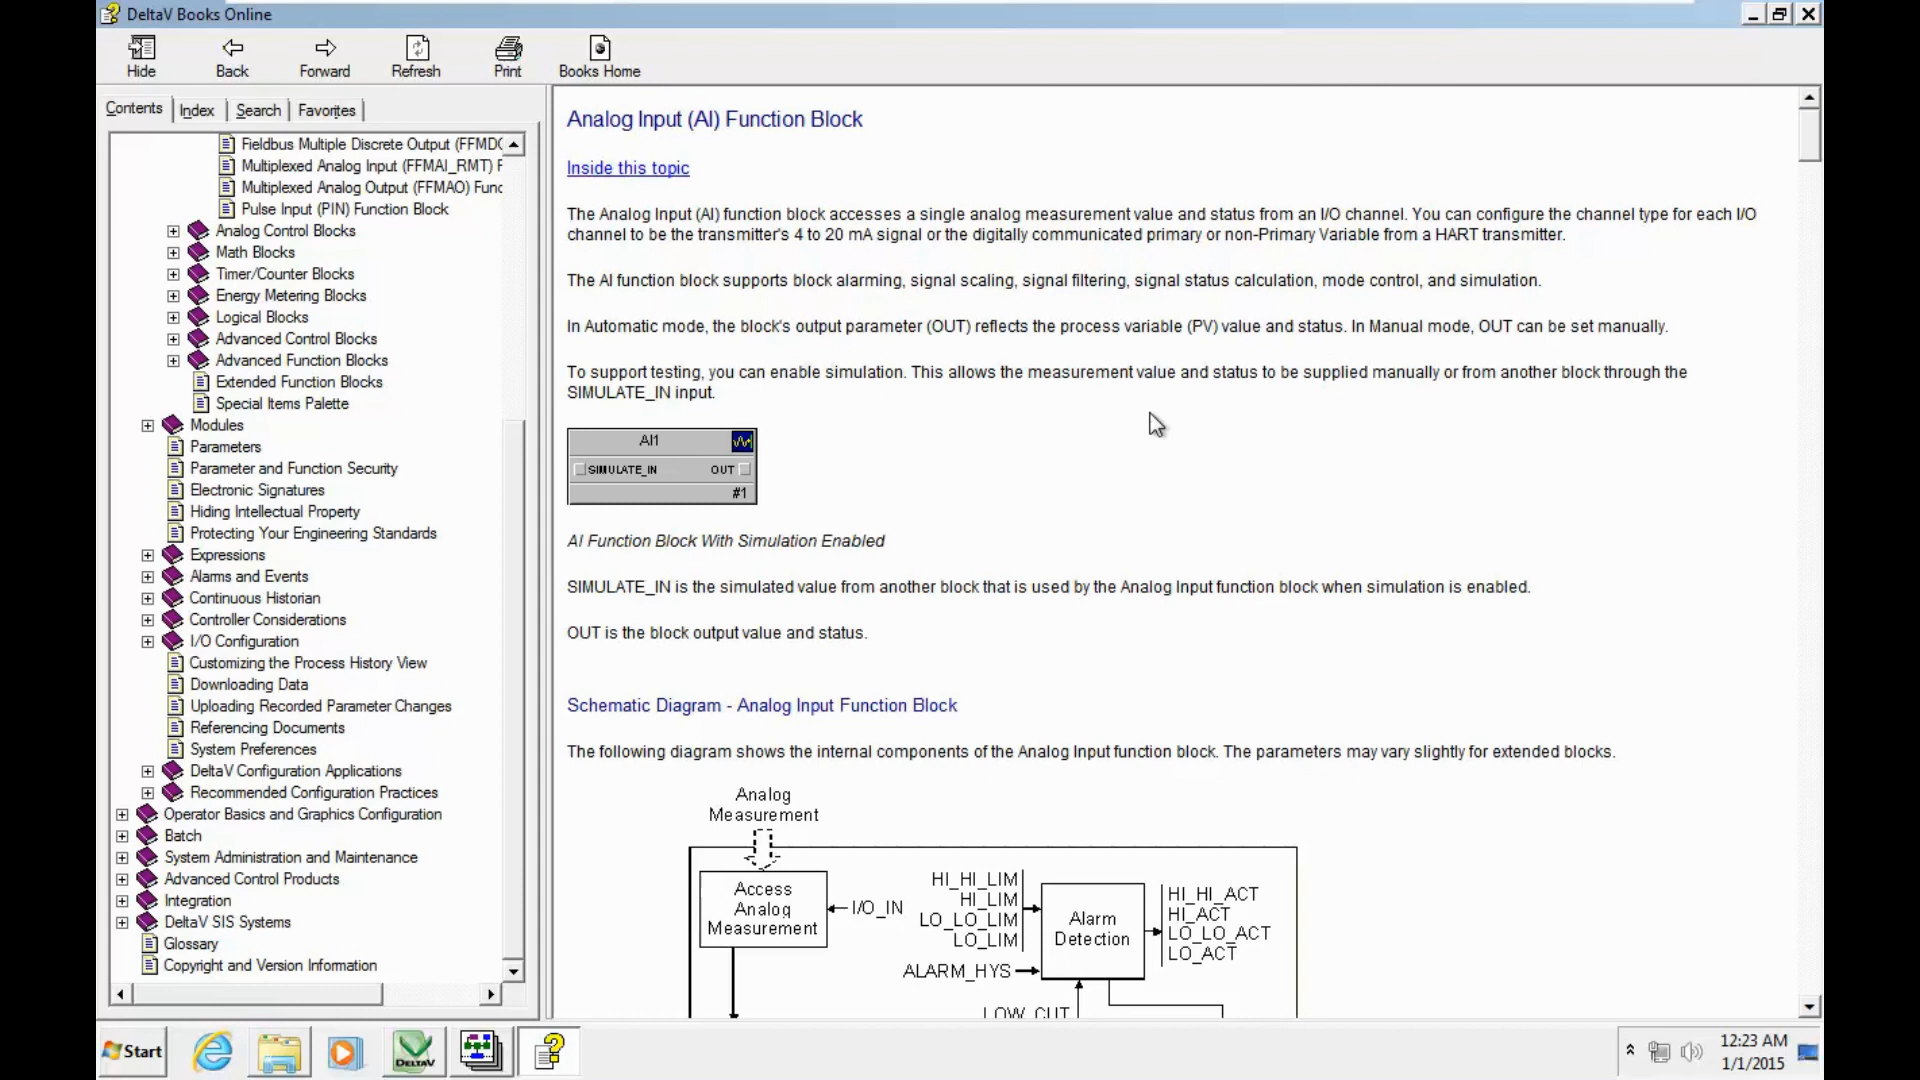 DeltaV Books Online
Hide
Back
Forward
Refresh
Print
Books Home
Contents
Index
Search
Favorites
Fieldbus Multiple Discrete Output (FFMDO
Multiplexed Analog Input (FFMAI_RMT) F
Multiplexed Analog Output (FFMAO) Func
Pulse Input (PIN) Function Block
Analog Control Blocks
Math Blocks
Timer/Counter Blocks
Energy Metering Blocks
Logical Blocks
Advanced Control Blocks
Advanced Function Blocks
Extended Function Blocks
Special Items Palette
Modules
Parameters
Parameter and Function Security
Electronic Signatures
Hiding Intellectual Property
Protecting Your Engineering Standards
Expressions
Alarms and Events
Continuous Historian
Controller Considerations
I/O Configuration
Customizing the Process History View
Downloading Data
Uploading Recorded Parameter Changes
Referencing Documents
System Preferences
DeltaV Configuration Applications
Recommended Configuration Practices
Operator Basics and Graphics Configuration
Batch
System Administration and Maintenance
Advanced Control Products
Integration
DeltaV SIS Systems
Glossary
Copyright and Version Information
Analog Input (AI) Function Block
Inside this topic
The Analog Input (AI) function block accesses a single analog measurement value and status from an I/O channel. You can configure the channel type for each I/O
channel to be the transmitter's 4 to 20 mA signal or the digitally communicated primary or non-Primary Variable from a HART transmitter.
The AI function block supports block alarming, signal scaling, signal filtering, signal status calculation, mode control, and simulation.
In Automatic mode, the block's output parameter (OUT) reflects the process variable (PV) value and status. In Manual mode, OUT can be set manually.
To support testing, you can enable simulation. This allows the measurement value and status to be supplied manually or from another block through the
SIMULATE_IN input.
AI1
SIMULATE_IN OUT
#1
AI Function Block With Simulation Enabled
SIMULATE_IN is the simulated value from another block that is used by the Analog Input function block when simulation is enabled.
OUT is the block output value and status.
Schematic Diagram - Analog Input Function Block
The following diagram shows the internal components of the Analog Input function block. The parameters may vary slightly for extended blocks.
Analog
Measurement
Access
Analog
Measurement
I/O_IN
HI_HI_LIM
HI_LIM
LO_LO_LIM
LO_LIM
ALARM_HYS
Alarm
Detection
HI_HI_ACT
HI_ACT
LO_LO_ACT
LO_ACT
LOW_CUT
Start
DELTAV
12:23 AM
1/1/2015